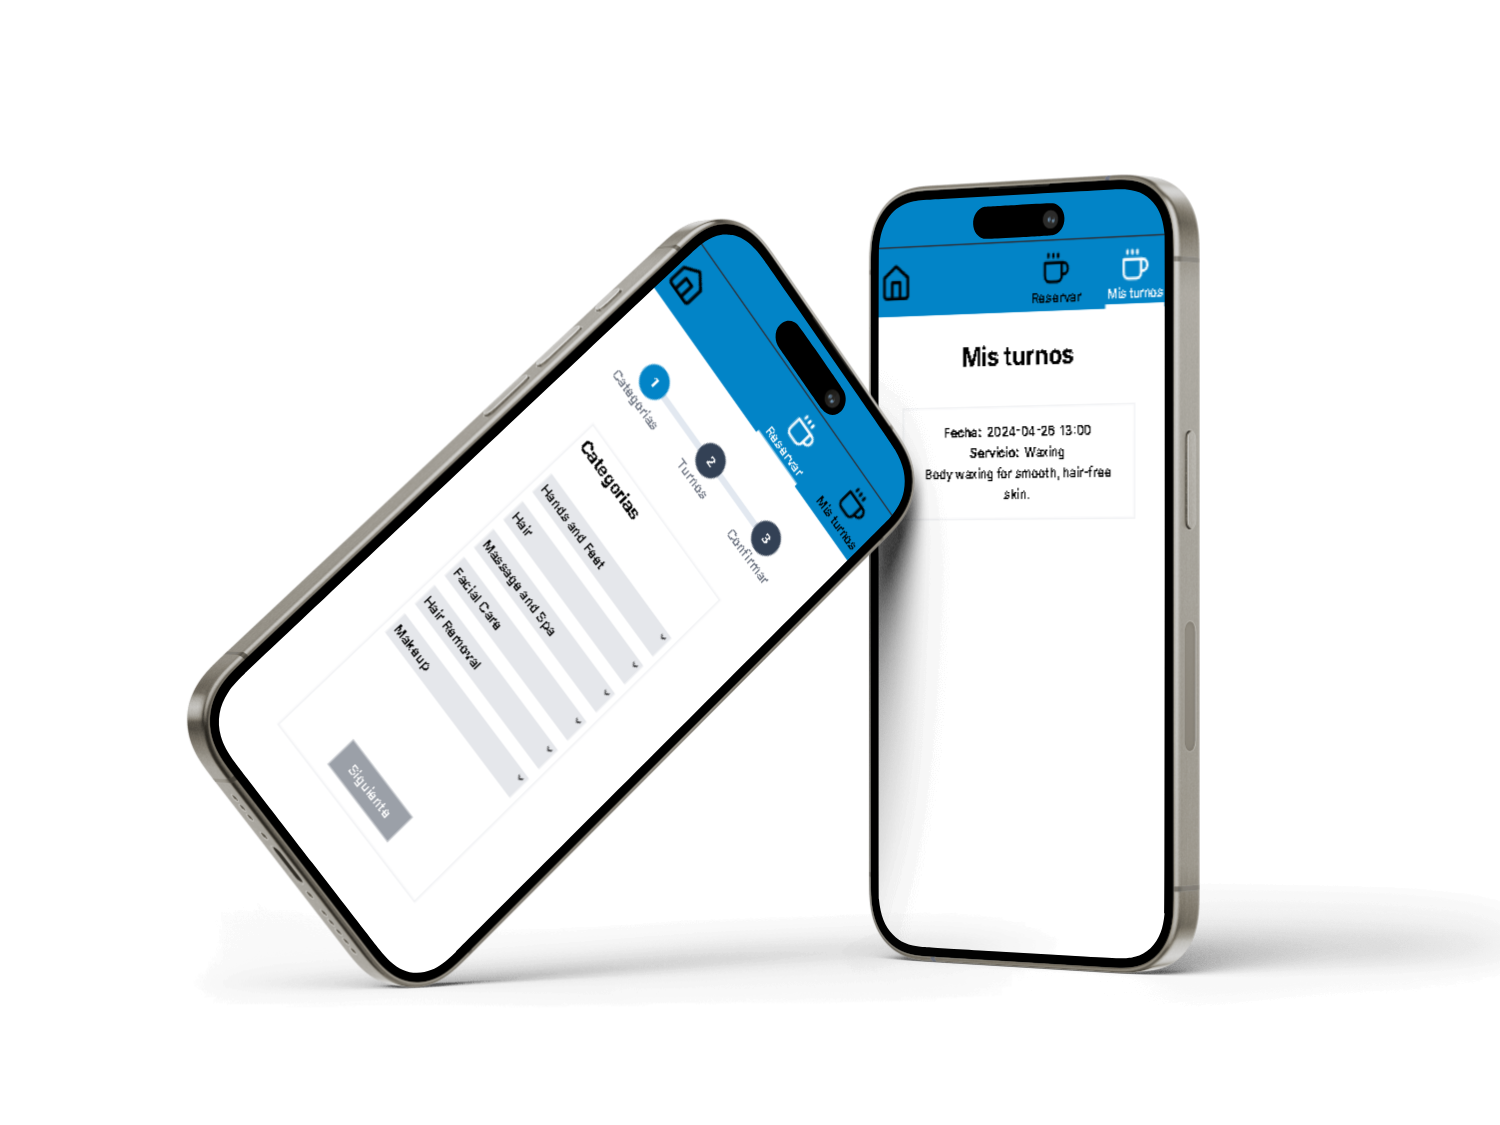 Reservar
Mis turnos
1
Categorias
2
Turnos
3
Confirmar
Categorias
Hands and Feet
Hair
Massage and Spa
Facial Care
Hair Removal
Makeup
Siguiente
Reservar
Mis turnos
Mis turnos
Fecha: 2024-04-26 13:00
Servicio: Waxing
Body waxing for smooth, hair-free
skin.